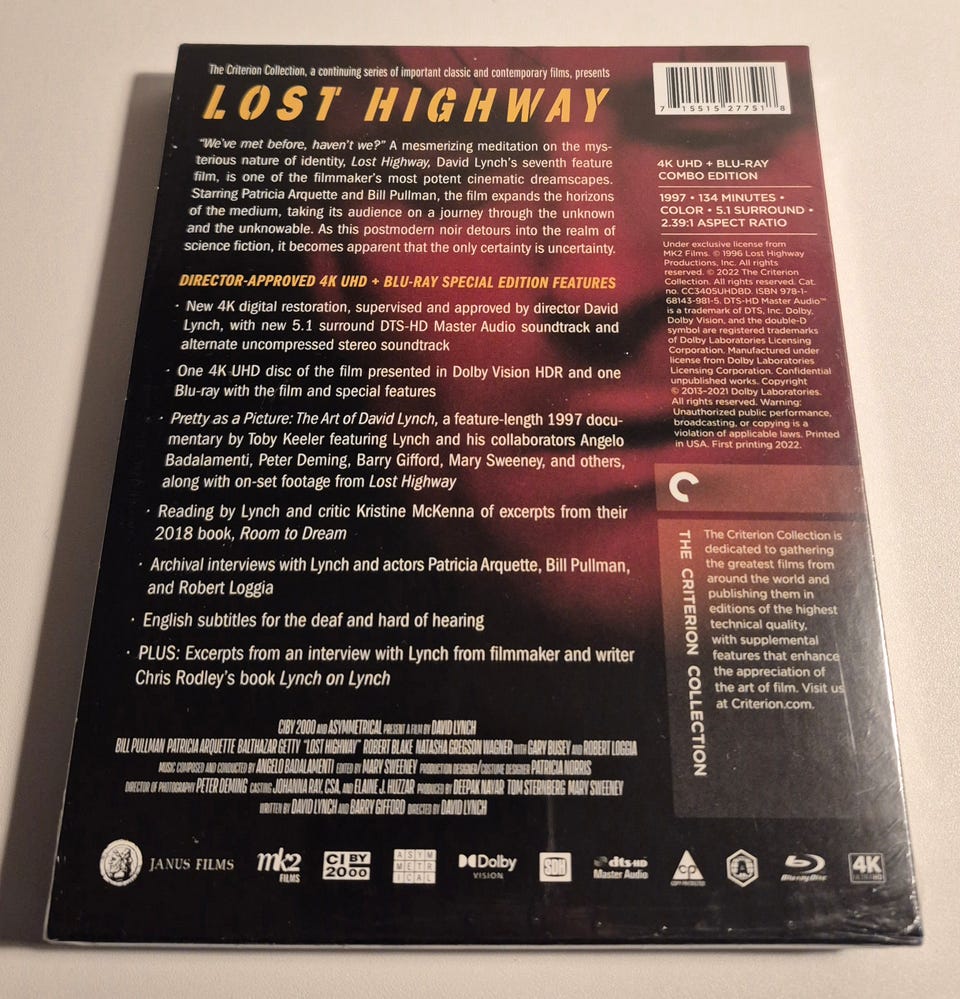 The Criterion Collection, a continuing series of important classic and contemporary films, presents
LOST HIGHWAY
"We've met before, haven't we?" A mesmerizing meditation on the mys-
terious nature of identity, Lost Highway, David Lynch's seventh feature
film, is one of the filmmaker's most potent cinematic dreamscapes.
Starring Patricia Arquette and Bill Pullman, the film expands the horizons
of the medium, taking its audience on a journey through the unknown
and the unknowable. As this postmodern noir detours into the realm of
science fiction, it becomes apparent that the only certainty is uncertainty.
DIRECTOR-APPROVED 4K UHD + BLU-RAY SPECIAL EDITION FEATURES
· New 4K digital restoration, supervised and approved by director David
Lynch, with new 5.1 surround DTS-HD Master Audio soundtrack and
alternate uncompressed stereo soundtrack
· One 4K UHD disc of the film presented in Dolby Vision HDR and one
Blu-ray with the film and special features
· Pretty as a Picture: The Art of David Lynch, a feature-length 1997 docu-
mentary by Toby Keeler featuring Lynch and his collaborators Angelo
Badalamenti, Peter Deming, Barry Gifford, Mary Sweeney, and others,
along with on-set footage from Lost Highway
· Reading by Lynch and critic Kristine McKenna of excerpts from their
2018 book, Room to Dream
· Archival interviews with Lynch and actors Patricia Arquette, Bill Pullman,
and Robert Loggia
· English subtitles for the deaf and hard of hearing
· PLUS: Excerpts from an interview with Lynch from filmmaker and writer
Chris Rodley's book Lynch on Lynch
CIBY 2000 AND ASYMMETRICAL PRESENT A FILM BY DAVID LYNCH
BILL PULLMAN PATRICIA ARQUETTE BALTHAZAR GETTY "LOST HIGHWAY" ROBERT BLAKE NATASHA GREGSON WAGNER WITH GARY BUSEY AND ROBERT LOGGIA
MUSIC COMPOSED AND CONDUCTED BY ANGELO BADALAMENTI EDITED BY MARY SWEENEY PRODUCTION DESIGNER/COSTUME DESIGNER PATRICIA NORRIS
DIRECTOR OF PHOTOGRAPHY PETER DEMING CASTING JOHANNA RAY, CSA, AND ELAINE J. HUZZAR PRODUCED BY DEEPAK NAYAR TOM STERNBERG MARY SWEENEY
WRITTEN BY DAVID LYNCH AND BARRY GIFFORD DIRECTED BY DAVID LYNCH
7 15515 27751 8
4K UHD + BLU-RAY
COMBO EDITION
1997 • 134 MINUTES •
COLOR • 5.1 SURROUND •
2.39:1 ASPECT RATIO
Under exclusive license from
MK2 Films. © 1996 Lost Highway
Productions, Inc. All rights
reserved. © 2022 The Criterion
Collection. All rights reserved. Cat.
no. CC3405UHDBD. ISBN 978-1-
68143-981-5. DTS-HD Master Audio™
is a trademark of DTS, Inc. Dolby,
Dolby Vision, and the double-D
symbol are registered trademarks
of Dolby Laboratories Licensing
Corporation. Manufactured under
license from Dolby Laboratories
Licensing Corporation. Confidential
unpublished works. Copyright
© 2013–2021 Dolby Laboratories.
All rights reserved. Warning:
Unauthorized public performance,
broadcasting, or copying is a
violation of applicable laws. Printed
in USA. First printing 2022.
THE CRITERION COLLECTION
The Criterion Collection is
dedicated to gathering
the greatest films from
around the world and
publishing them in
editions of the highest
technical quality,
with supplemental
features that enhance
the appreciation of
the art of film. Visit us
at Criterion.com.
JANUS FILMS
mk2
FILMS
CI BY
2000
ASYM
METR
ICAL
Dolby
VISION
SDH
dts-HD
Master Audio
CP
COPY PROTECTED
A
Blu-ray Disc
4K
ULTRA HD